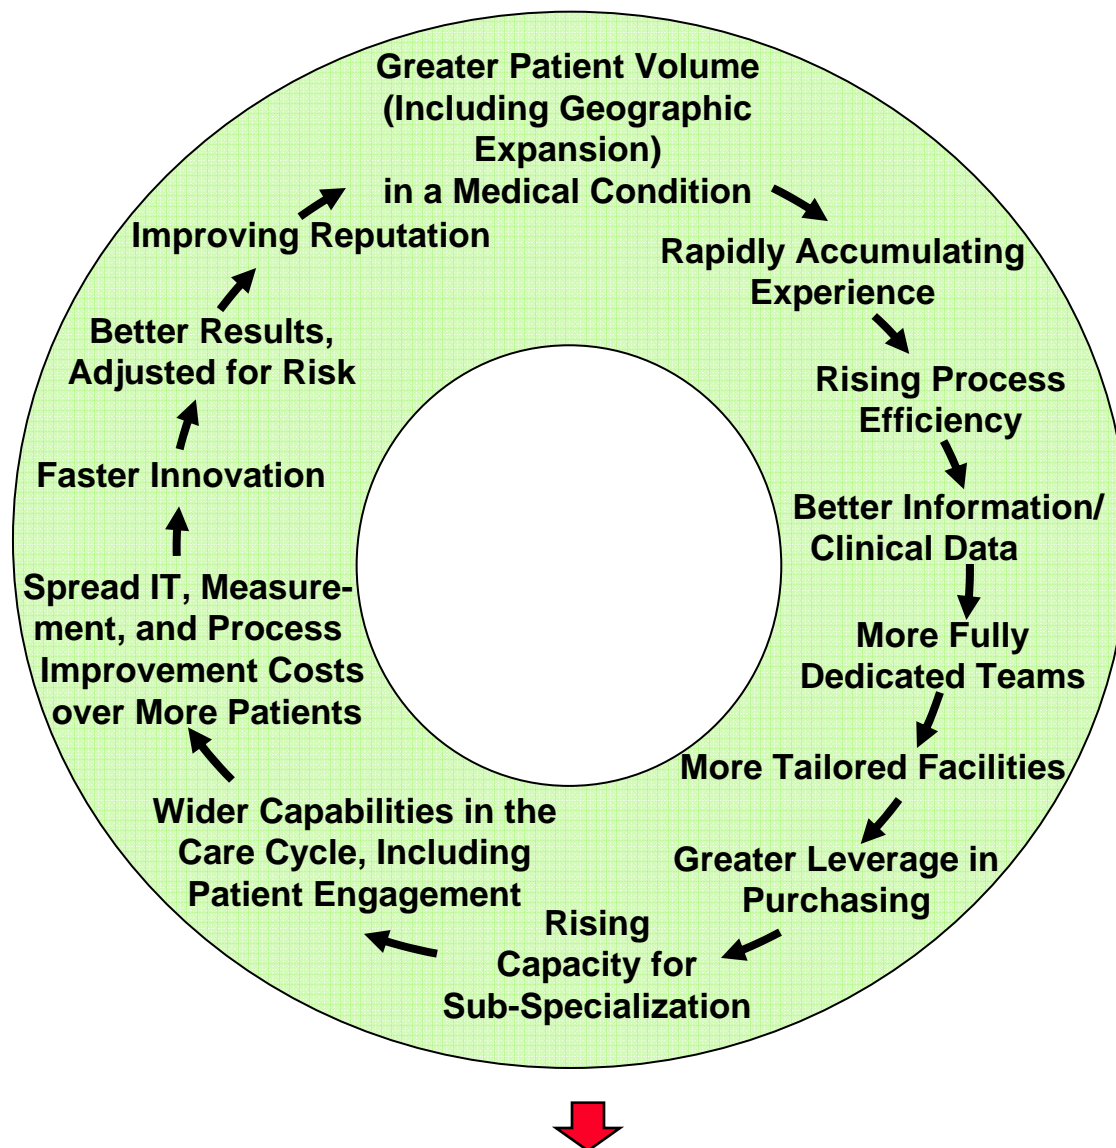 Greater Patient Volume
(Including Geographic
Expansion)
in a Medical Condition
Rapidly Accumulating
Experience
Rising Process
Efficiency
Better Information/
Clinical Data
More Fully
Dedicated Teams
More Tailored Facilities
Greater Leverage in
Purchasing
Rising
Capacity for
Sub-Specialization
Wider Capabilities in the
Care Cycle, Including
Patient Engagement
Spread IT, Measure-
ment, and Process
Improvement Costs
over More Patients
Faster Innovation
Better Results,
Adjusted for Risk
Improving Reputation